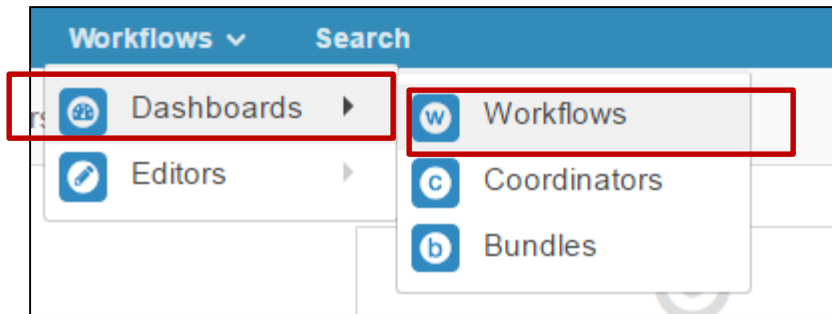 Workflows Search
Dashboards
Editors
w Workflows
c Coordinators
b Bundles